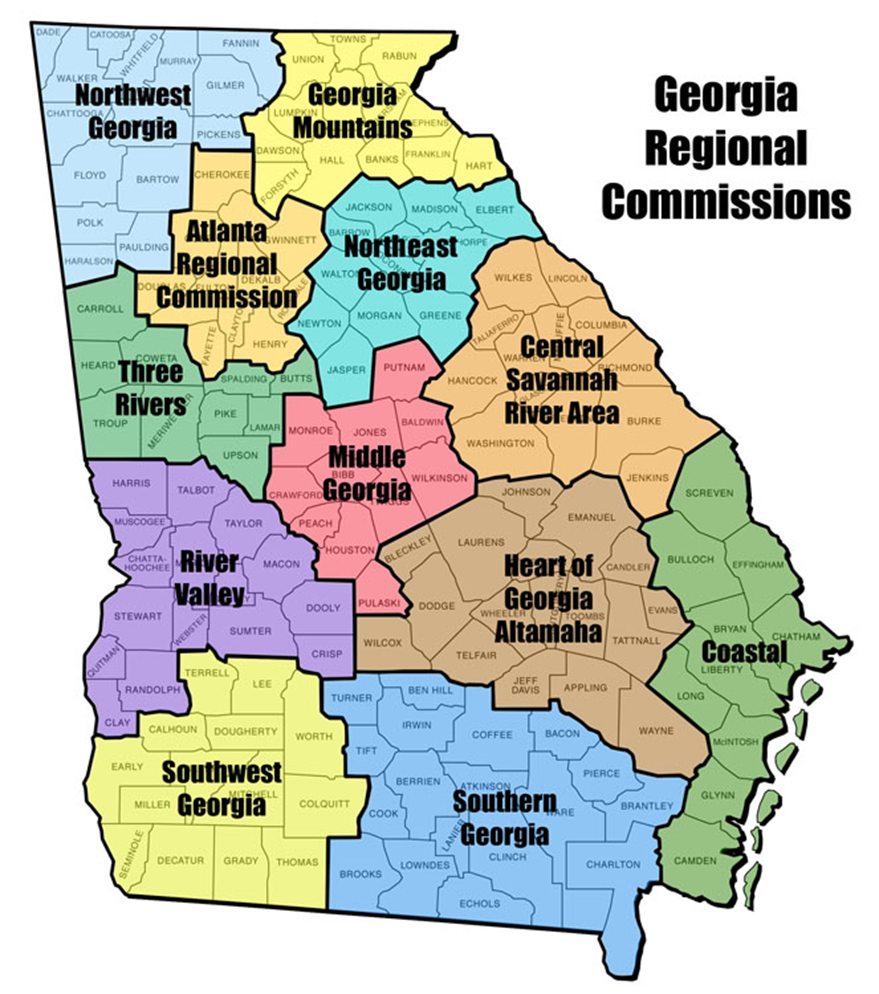 Georgia
Regional
Commissions
DADE
CATOOSA
WHITFIELD
MURRAY
FANNIN
WALKER
GILMER
Northwest
Georgia
CHATTOOGA
PICKENS
FLOYD
BARTOW
POLK
PAULDING
HARALSON
TOWNS
UNION
RABUN
LUMPKIN
Georgia
Mountains
DAWSON
HALL
BANKS
FRANKLIN
HART
FORSYTH
CHEROKEE
Atlanta
Regional
Commission
GWINNETT
DEKALB
DOUGLAS
FULTON
FAYETTE
CLAYTON
HENRY
JACKSON
MADISON
ELBERT
BARROW
Northeast
Georgia
WALTON
NEWTON
MORGAN
GREENE
JASPER
CARROLL
HEARD
COWETA
Three
Rivers
SPALDING
BUTTS
TROUP
MERIWETHER
PIKE
LAMAR
UPSON
WILKES
LINCOLN
TALIAFERRO
COLUMBIA
WARREN
RICHMOND
Central
Savannah
River Area
HANCOCK
BURKE
WASHINGTON
JENKINS
PUTNAM
MONROE
JONES
BALDWIN
Middle
Georgia
BIBB
WILKINSON
CRAWFORD
PEACH
HOUSTON
PULASKI
HARRIS
TALBOT
MUSCOGEE
TAYLOR
CHATTA-
HOOCHEE
MACON
River
Valley
STEWART
WEBSTER
SUMTER
DOOLY
CRISP
QUITMAN
RANDOLPH
CLAY
JOHNSON
EMANUEL
BLECKLEY
LAURENS
CANDLER
Heart of
Georgia
Altamaha
DODGE
WHEELER
TOOMBS
EVANS
TATTNALL
WILCOX
TELFAIR
JEFF
DAVIS
APPLING
WAYNE
SCREVEN
BULLOCH
EFFINGHAM
BRYAN
CHATHAM
Coastal
LIBERTY
LONG
McINTOSH
GLYNN
CAMDEN
TERRELL
LEE
CALHOUN
DOUGHERTY
WORTH
EARLY
Southwest
Georgia
MILLER
MITCHELL
COLQUITT
SEMINOLE
DECATUR
GRADY
THOMAS
TURNER
BEN HILL
IRWIN
COFFEE
BACON
TIFT
PIERCE
BERRIEN
ATKINSON
Southern
Georgia
COOK
LANIER
WARE
BRANTLEY
BROOKS
LOWNDES
CLINCH
CHARLTON
ECHOLS